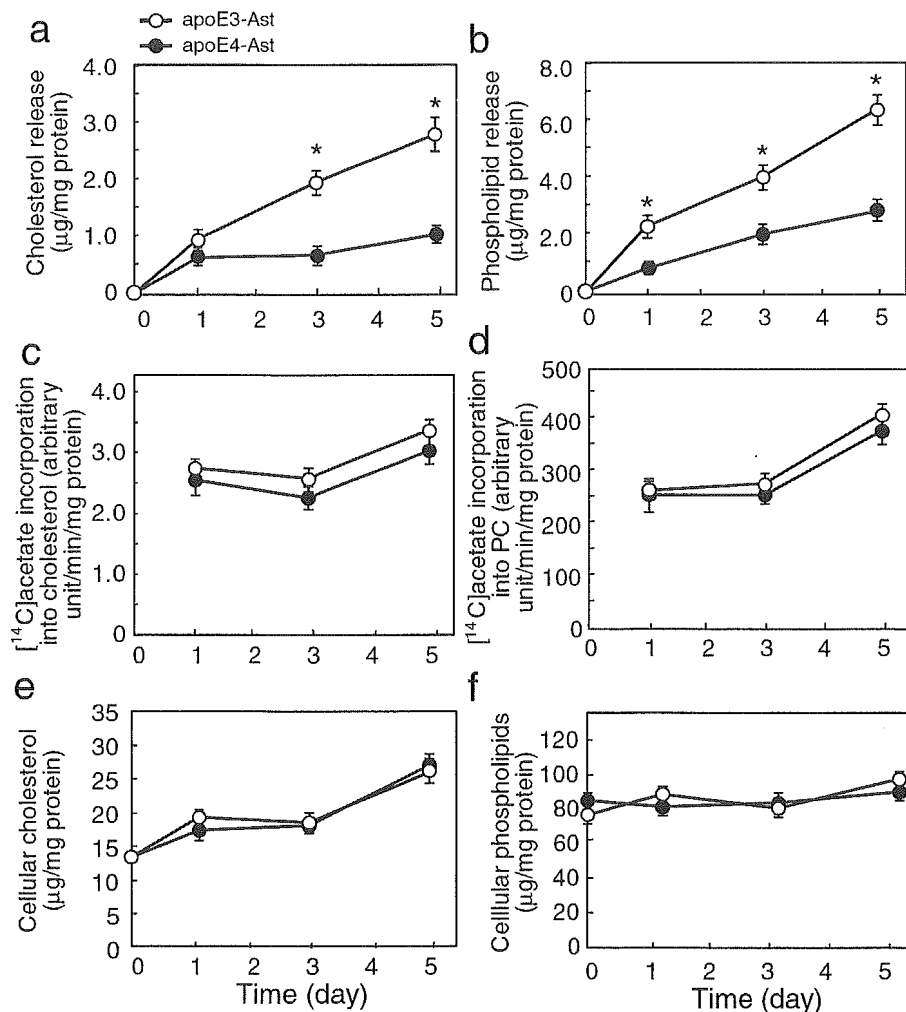 apoE3-Ast
apoE4-Ast
a
Cholesterol release
(µg/mg protein)
4.0
3.0
2.0
1.0
0
*
*
0 1 2 3 4 5
b
Phospholipid release
(µg/mg protein)
8.0
6.0
4.0
2.0
0
*
*
*
0 1 2 3 4 5
c
[¹⁴C]acetate incorporation
into cholesterol (arbitrary
unit/min/mg protein)
4.0
3.0
2.0
1.0
0
0 1 2 3 4 5
d
[¹⁴C]acetate incorporation
into PC (arbitrary
unit/min/mg protein)
500
400
300
200
100
0
0 1 2 3 4 5
e
Cellular cholesterol
(µg/mg protein)
35
30
25
20
15
10
5
0
0 1 2 3 4 5
Time (day)
f
Celllular phospholipids
(µg/mg protein)
120
100
80
60
40
20
0
0 1 2 3 4 5
Time (day)